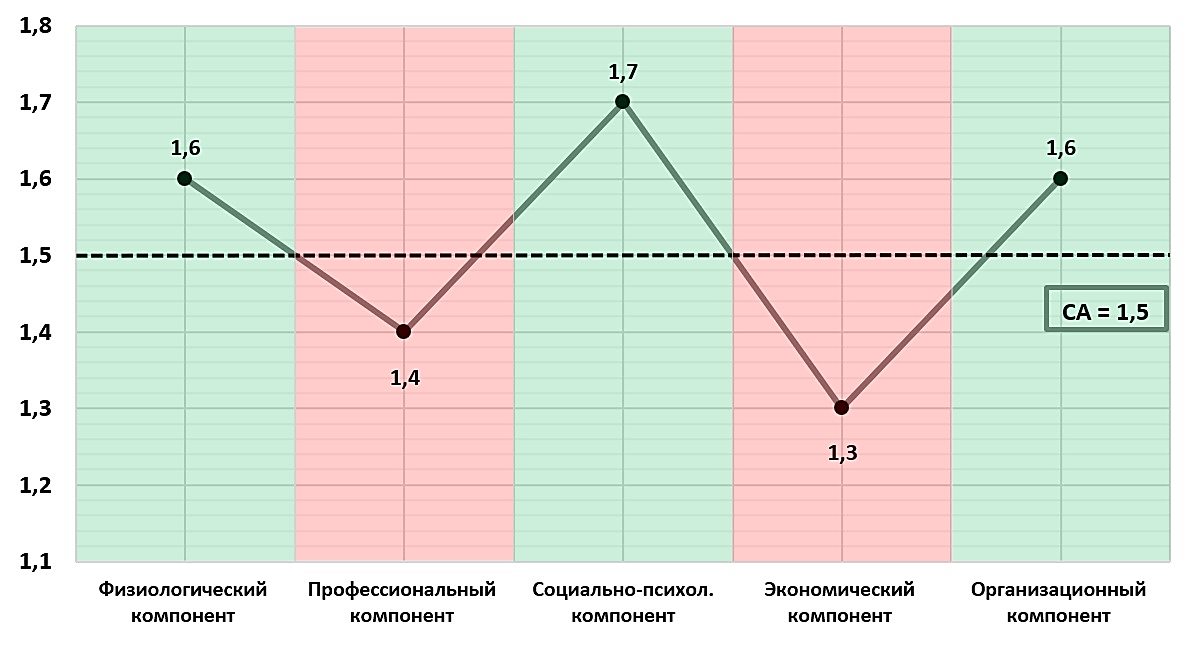 1,8
1,7
1,7
1,6
1,6
1,6
1,5
СА = 1,5
1,4
1,4
1,3
1,3
1,2
1,1
Физиологический
компонент
Профессиональный
компонент
Социально-психол.
компонент
Экономический
компонент
Организационный
компонент